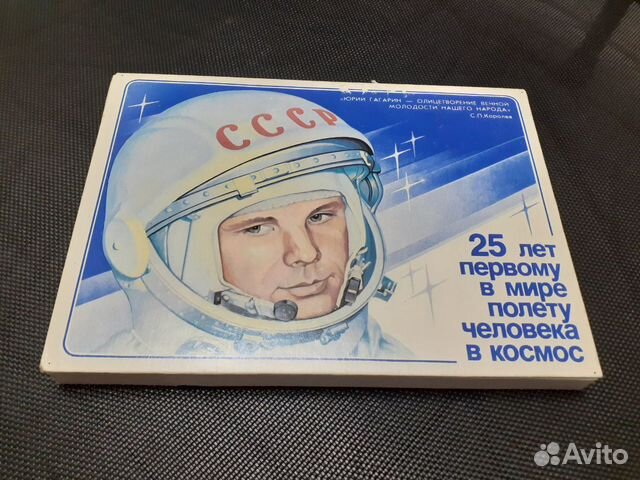 «ЮРИЙ ГАГАРИН — ОЛИЦЕТВОРЕНИЕ ВЕЧНОЙ
МОЛОДОСТИ НАШЕГО НАРОДА»
С.П.Королев
СССР
25 лет
первому
в мире
полету
человека
в космос
Avito